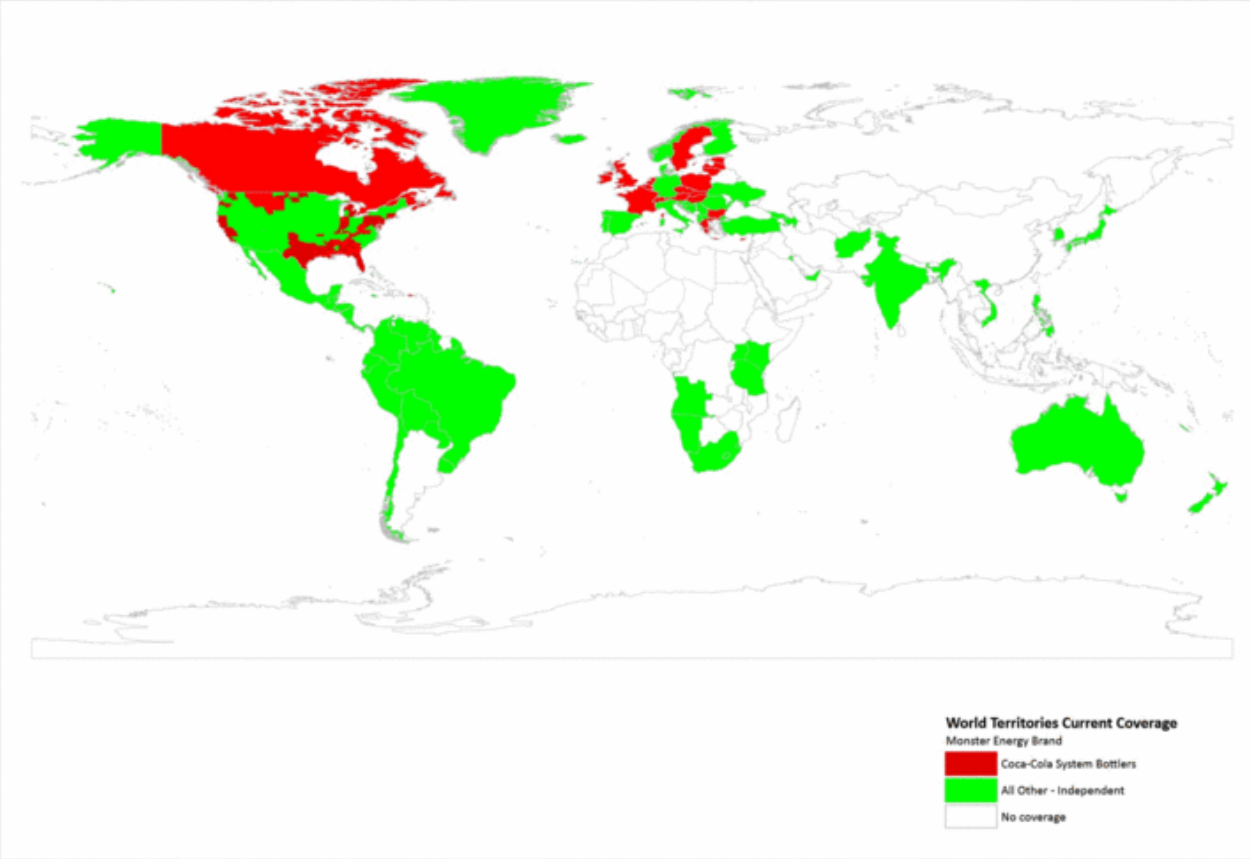 World Territories Current Coverage
Monster Energy Brand
Coca-Cola System Bottlers
All Other - Independent
No coverage